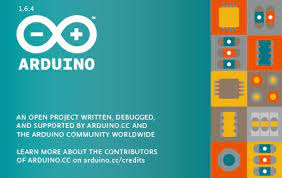 1.6.4
ARDUINO
AN OPEN PROJECT WRITTEN, DEBUGGED,
AND SUPPORTED BY ARDUINO.CC AND
THE ARDUINO COMMUNITY WORLDWIDE
LEARN MORE ABOUT THE CONTRIBUTORS
OF ARDUINO.CC on arduino.cc/credits